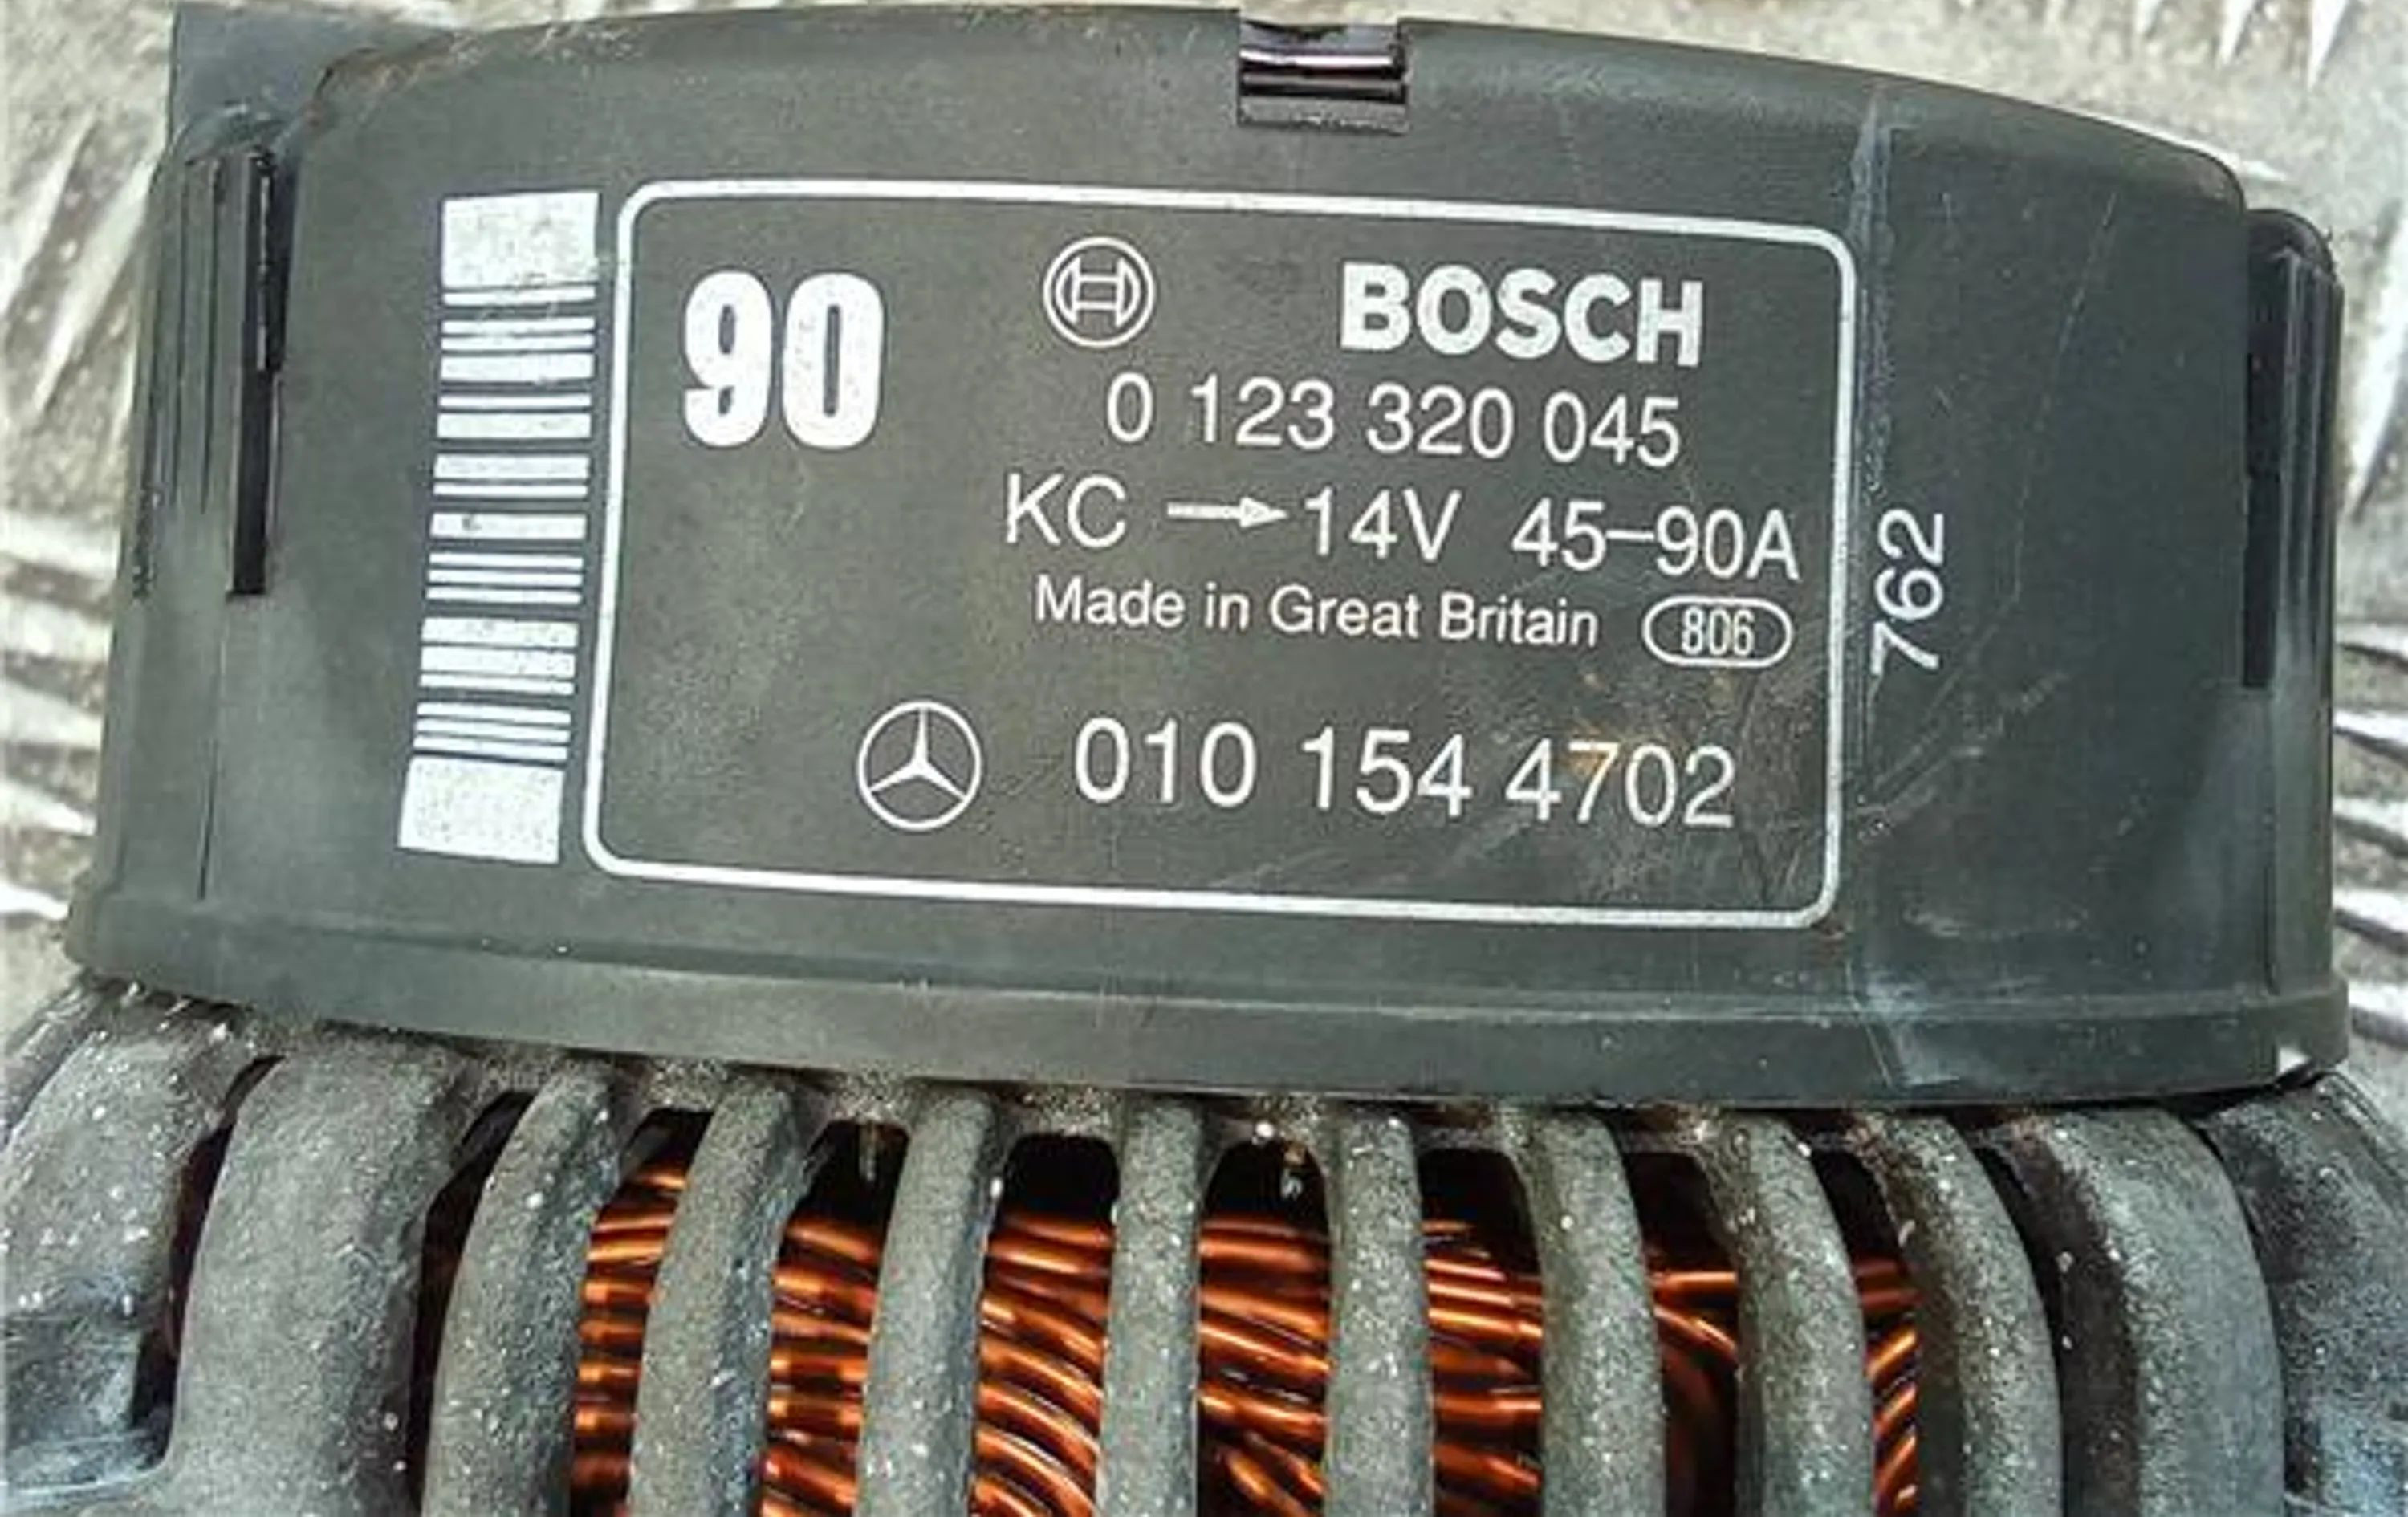 90
BOSCH
0 123 320 045
KC → 14V 45-90A
Made in Great Britain 806
010 154 4702
762